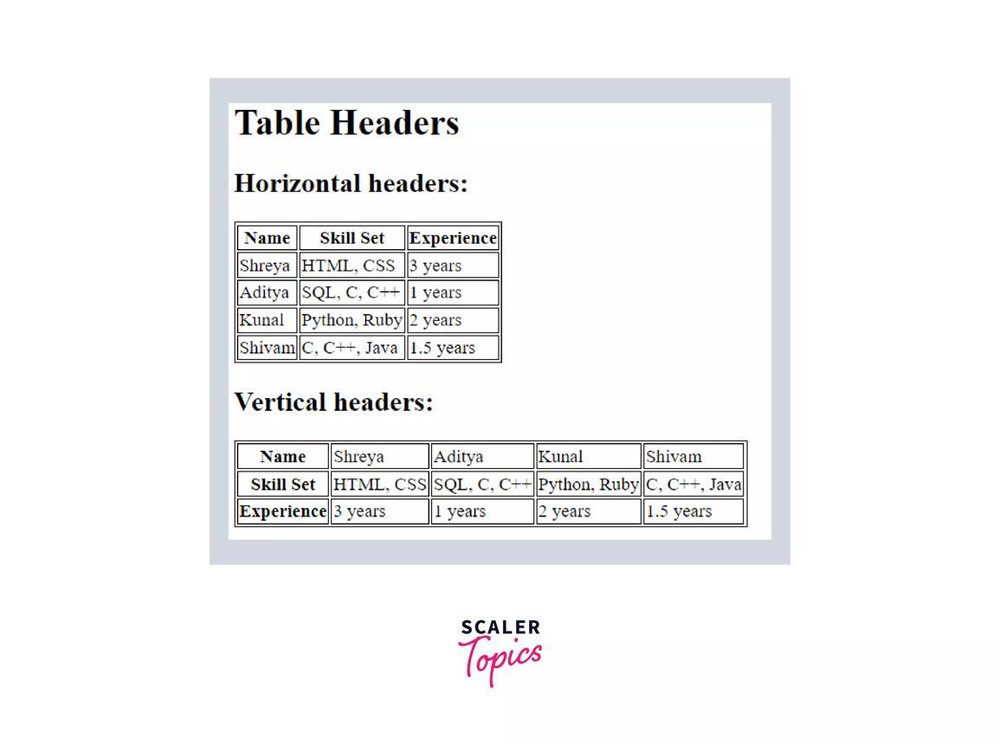 Table Headers
Horizontal headers:
Name Skill Set Experience
Shreya HTML, CSS 3 years
Aditya SQL, C, C++ 1 years
Kunal Python, Ruby 2 years
Shivam C, C++, Java 1.5 years
Vertical headers:
Name Shreya Aditya Kunal Shivam
Skill Set HTML, CSS SQL, C, C++ Python, Ruby C, C++, Java
Experience 3 years 1 years 2 years 1.5 years
SCALER
Topics